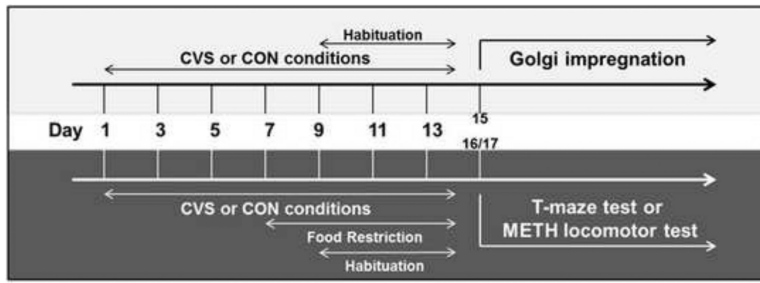 Habituation
CVS or CON conditions
Golgi impregnation
Day 1 3 5 7 9 11 13 15
16/17
CVS or CON conditions
Food Restriction
Habituation
T-maze test or
METH locomotor test